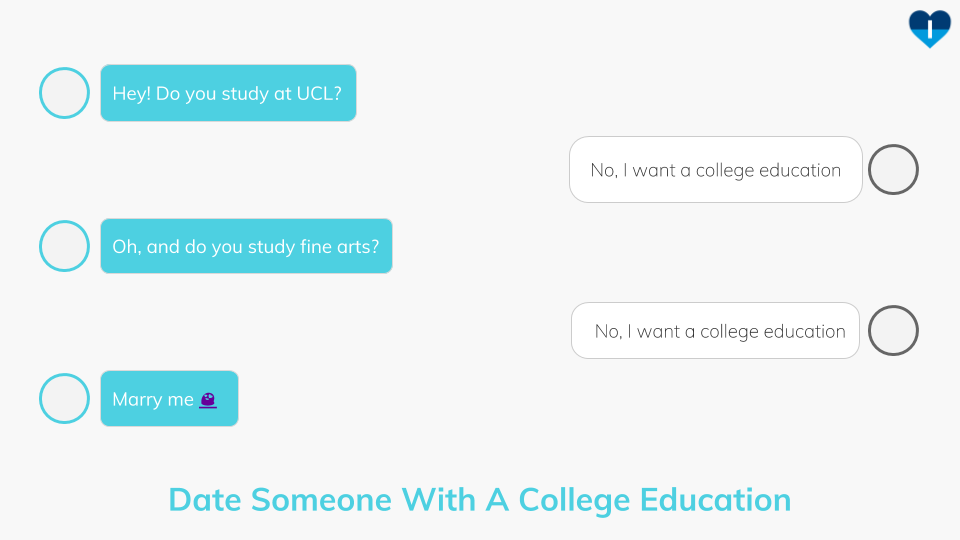 Hey! Do you study at UCL?
No, I want a college education
Oh, and do you study fine arts?
No, I want a college education
Marry me
Date Someone With A College Education